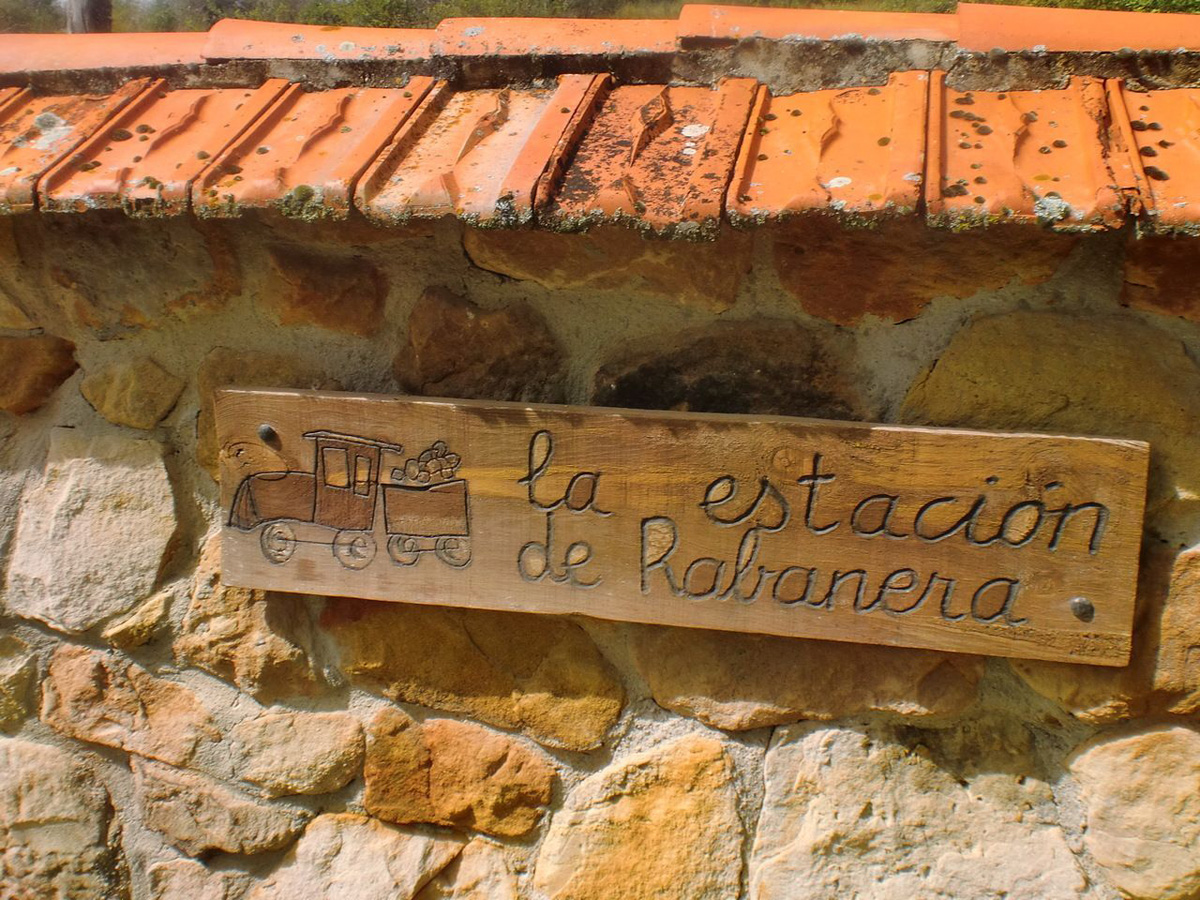 la estación
de Rabanera